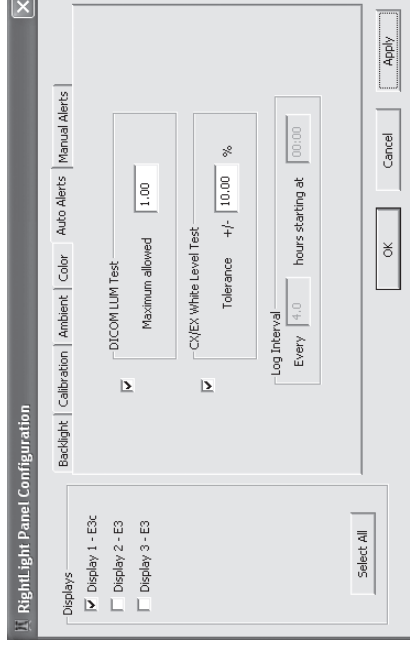 RightLight Panel Configuration
Displays
Display 1 - E3c
Display 2 - E3
Display 3 - E3
Select All
Backlight Calibration Ambient Color Auto Alerts Manual Alerts
DICOM LUM Test
Maximum allowed 1.00
CX/EX White Level Test
Tolerance +/- 10.00 %
Log Interval
Every 4.0 hours starting at 00:00
OK Cancel Apply